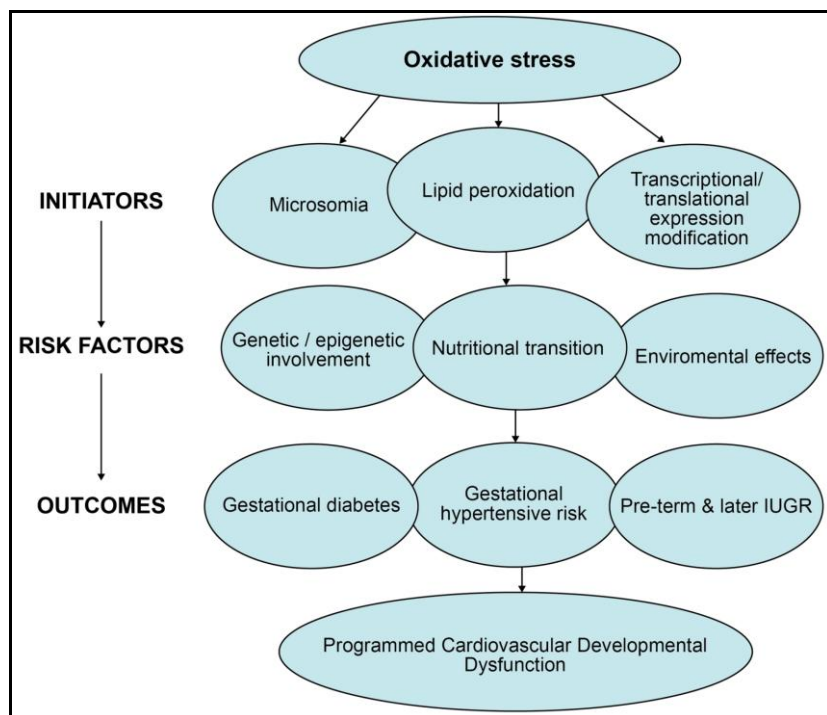 Oxidative stress
INITIATORS
Microsomia
Lipid peroxidation
Transcriptional/
translational
expression
modification
RISK FACTORS
Genetic / epigenetic
involvement
Nutritional transition
Enviromental effects
OUTCOMES
Gestational diabetes
Gestational
hypertensive risk
Pre-term & later IUGR
Programmed Cardiovascular Developmental
Dysfunction